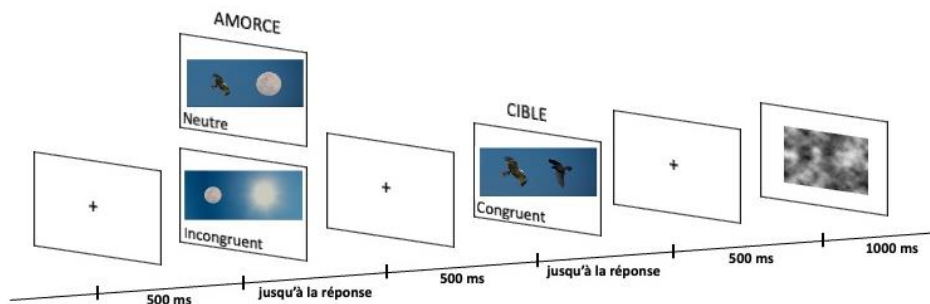 AMORCE
Neutre
Incongruent
CIBLE
Congruent
500 ms
jusqu'à la réponse
500 ms
jusqu'à la réponse
500 ms
1000 ms